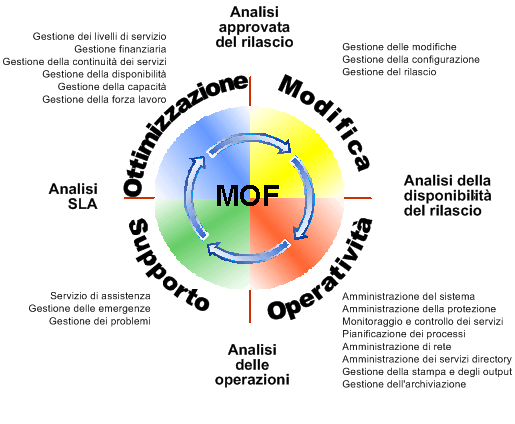 Analisi
approvata
del rilascio
Gestione dei livelli di servizio
Gestione finanziaria
Gestione della continuità dei servizi
Gestione della disponibilità
Gestione della capacità
Gestione della forza lavoro
Gestione delle modifiche
Gestione della configurazione
Gestione del rilascio
Ottimizzazione
Modifica
Analisi
SLA
MOF
Analisi della
disponibilità
del rilascio
Supporto
Operatività
Servizio di assistenza
Gestione delle emergenze
Gestione dei problemi
Amministrazione del sistema
Amministrazione della protezione
Monitoraggio e controllo dei servizi
Pianificazione dei processi
Amministrazione di rete
Amministrazione dei servizi directory
Gestione della stampa e degli output
Gestione dell'archiviazione
Analisi
delle
operazioni